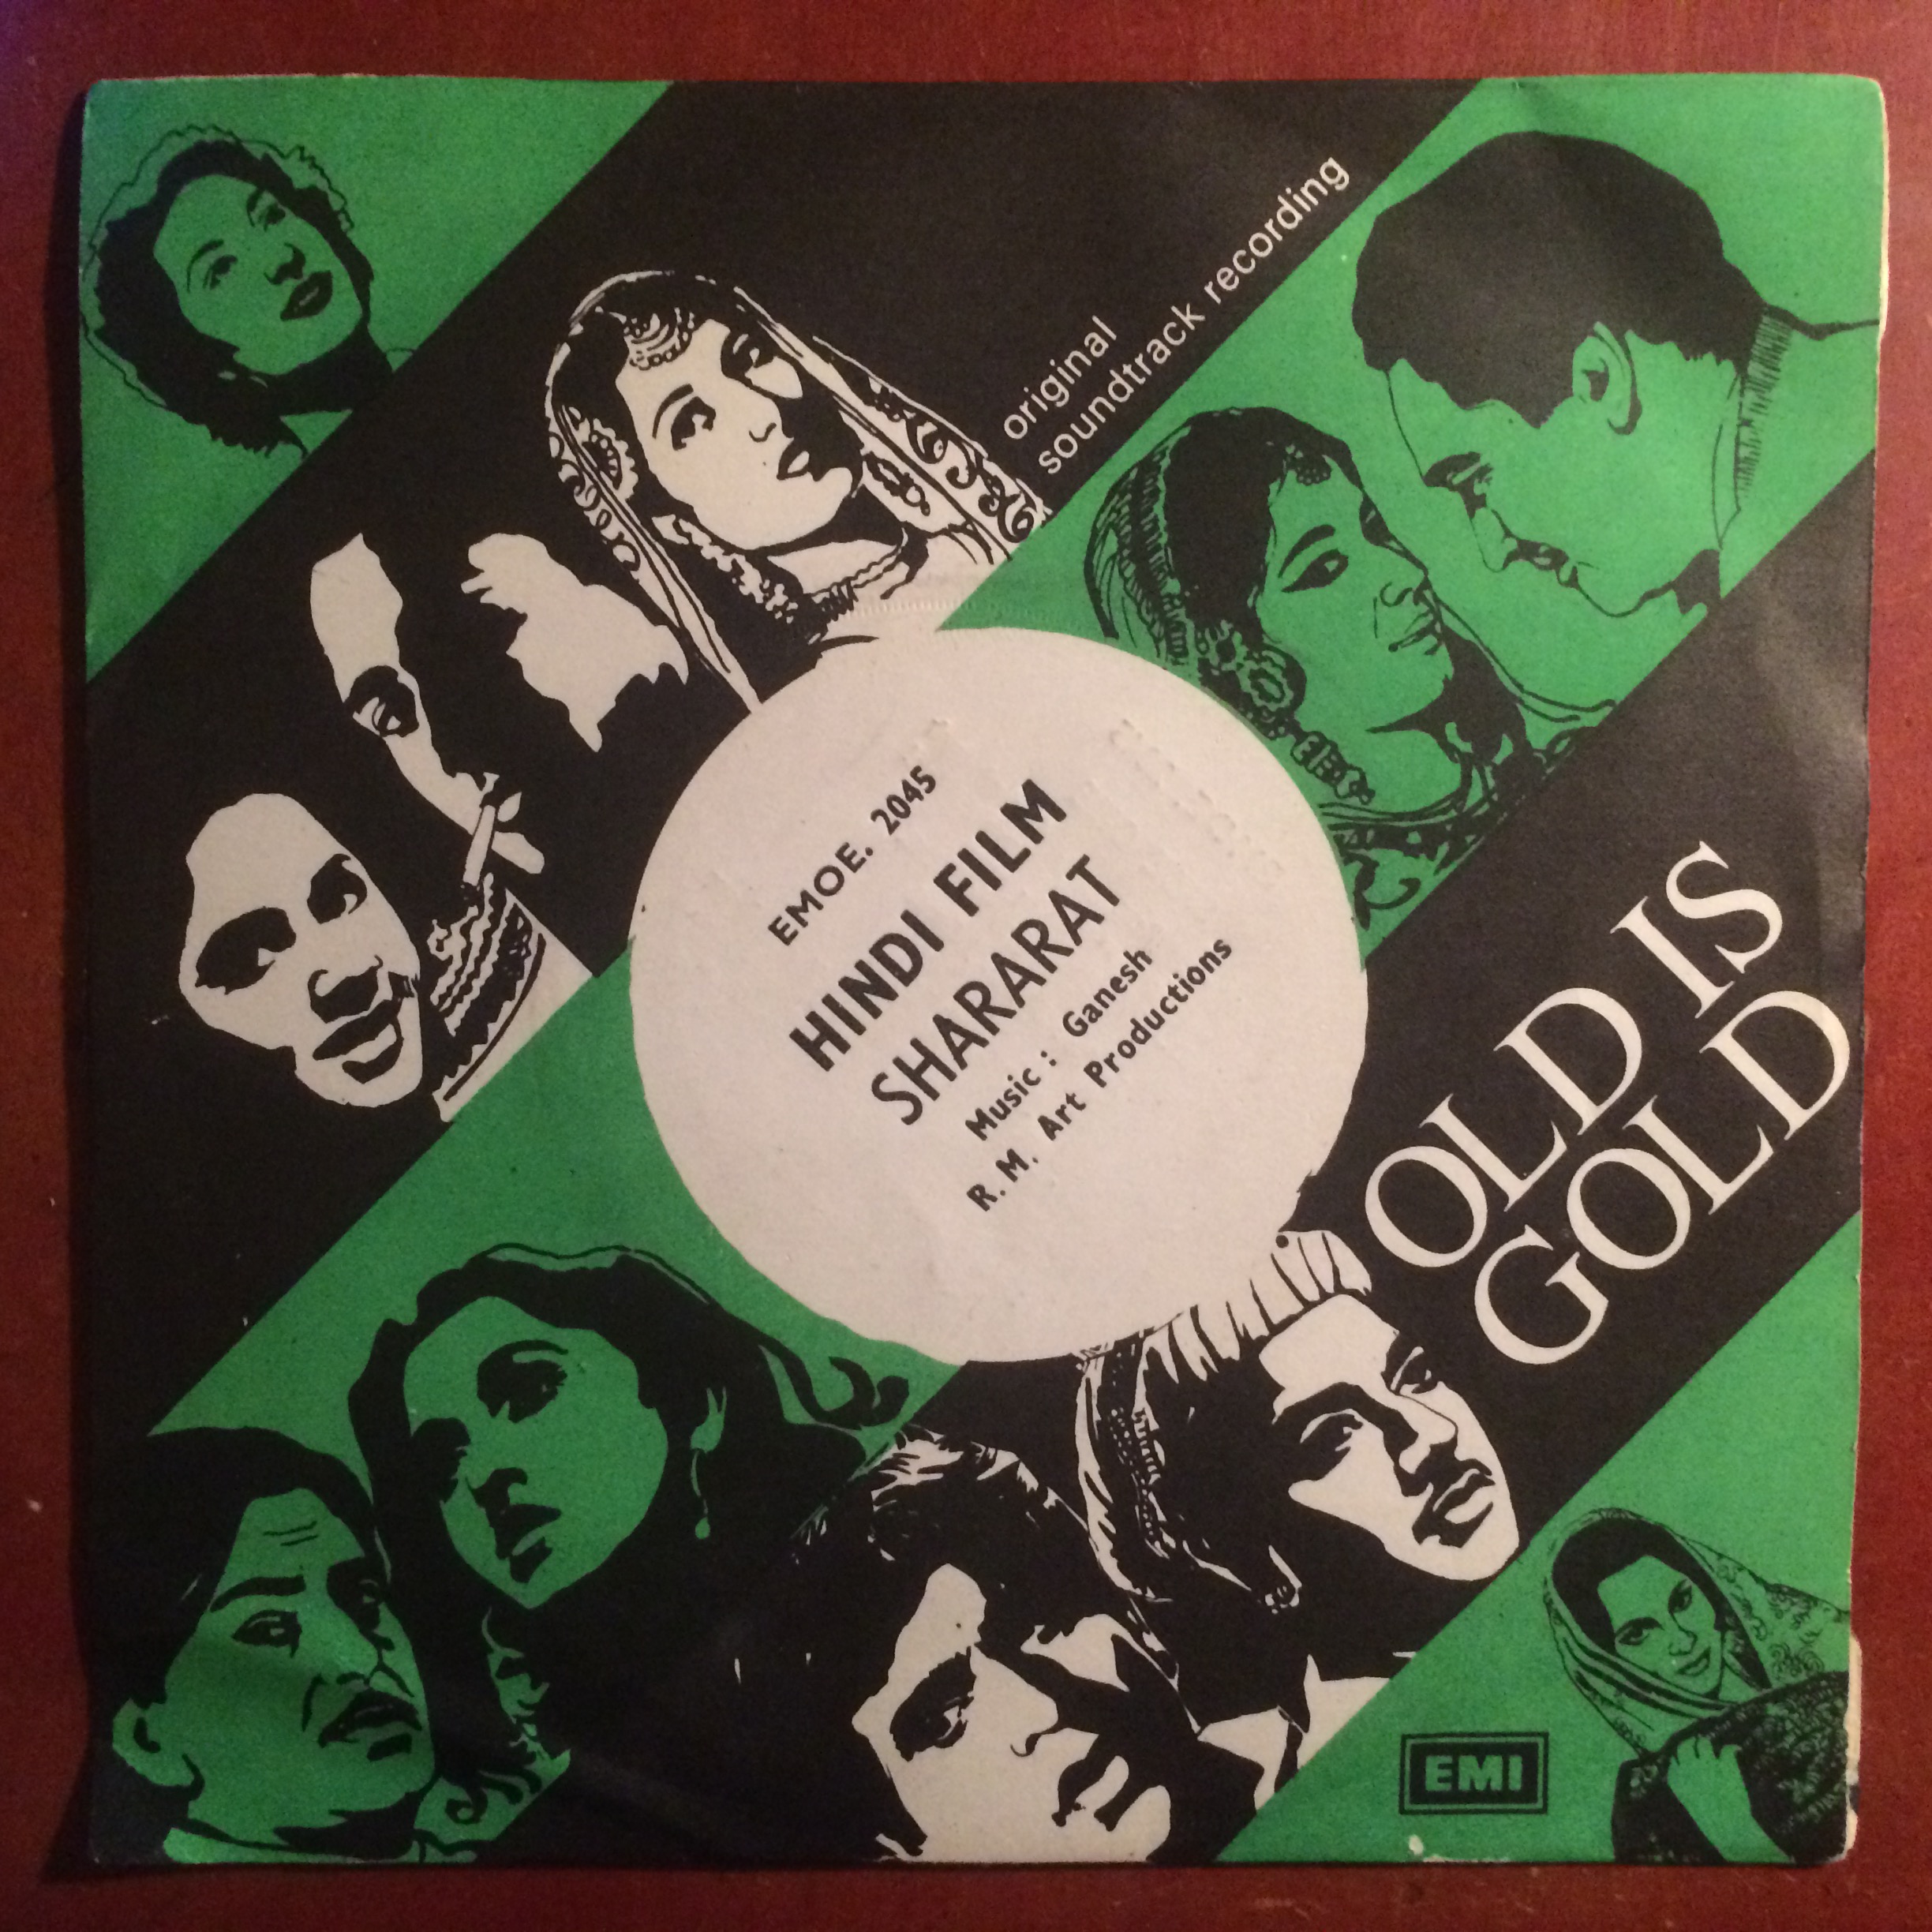 original
soundtrack recording
EMOE. 2045
HINDI FILM
SHARARAT
Music : Ganesh
R. M. Art Productions
OLD IS
GOLD
EMI